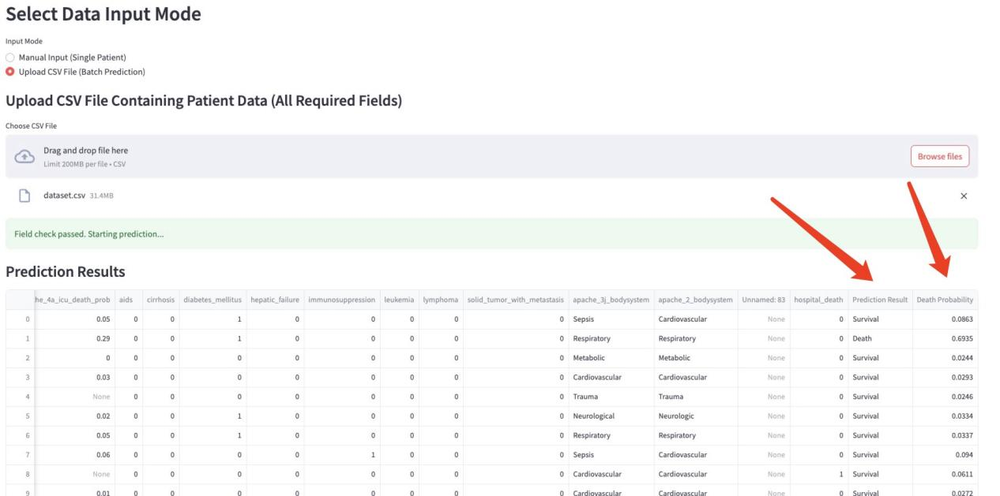 Select Data Input Mode
Input Mode
Manual Input (Single Patient)
Upload CSV File (Batch Prediction)
Upload CSV File Containing Patient Data (All Required Fields)
Choose CSV File
Drag and drop file here
Limit 200MB per file • CSV
Browse files
dataset.csv 31.4MB
Field check passed. Starting prediction...
Prediction Results
he_4a_icu_death_prob aids cirrhosis diabetes_mellitus hepatic_failure immunosuppression leukemia lymphoma solid_tumor_with_metastasis apache_3j_bodysystem apache_2_bodysystem Unnamed: 83 hospital_death Prediction Result Death Probability
0 0.05 0 0 1 0 0 0 0 0 Sepsis Cardiovascular None 0 Survival 0.0863
1 0.29 0 0 1 0 0 0 0 0 Respiratory Respiratory None 0 Death 0.6935
2 0 0 0 0 0 0 0 0 0 Metabolic Metabolic None 0 Survival 0.0244
3 0.03 0 0 0 0 0 0 0 0 Cardiovascular Cardiovascular None 0 Survival 0.0293
4 None 0 0 0 0 0 0 0 0 Trauma Trauma None 0 Survival 0.0246
5 0.02 0 0 1 0 0 0 0 0 Neurological Neurologic None 0 Survival 0.0334
6 0.05 0 0 1 0 0 0 0 0 Respiratory Respiratory None 0 Survival 0.0337
7 0.06 0 0 0 0 1 0 0 0 Sepsis Cardiovascular None 0 Survival 0.094
8 None 0 0 0 0 0 0 0 0 Cardiovascular Cardiovascular None 1 Survival 0.0611
9 0.01 0 0 0 0 0 0 0 0 Cardiovascular Cardiovascular None 0 Survival 0.0272